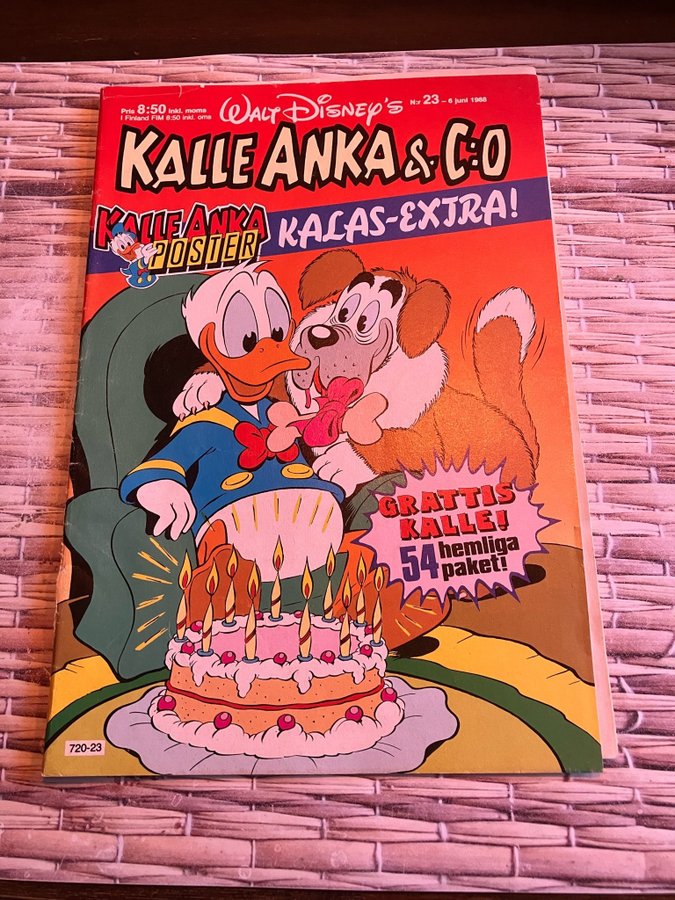 Pris 8:50 inkl. moms
I Finland FIM 8:50 inkl. oms
WALT DISNEY'S
N:r 23 – 6 juni 1988
KALLE ANKA & C:O
KALLE ANKA
POSTER
KALAS-EXTRA!
GRATTIS
KALLE!
54 hemliga
paket!
720-23